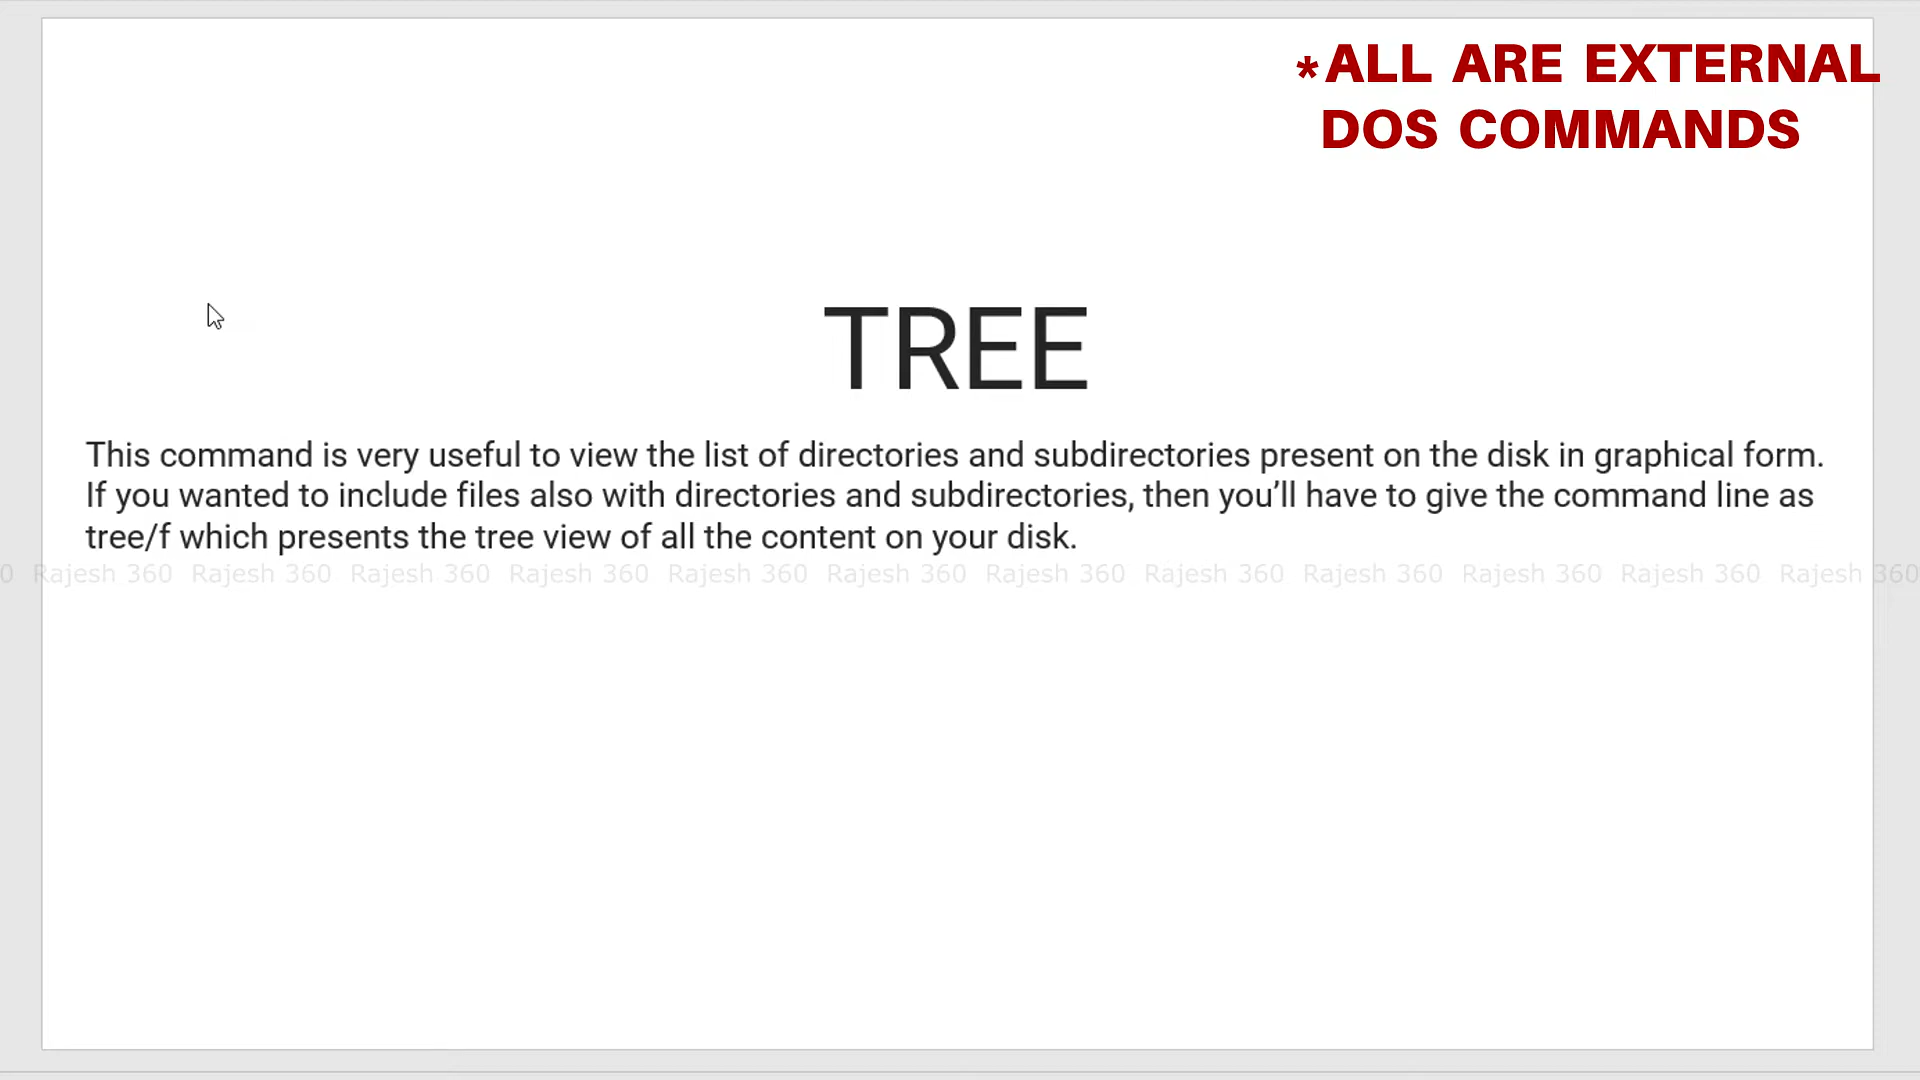 *ALL ARE EXTERNAL
DOS COMMANDS
TREE
This command is very useful to view the list of directories and subdirectories present on the disk in graphical form.
If you wanted to include files also with directories and subdirectories, then you’ll have to give the command line as
tree/f which presents the tree view of all the content on your disk.
0 Rajesh 360 Rajesh 360 Rajesh 360 Rajesh 360 Rajesh 360 Rajesh 360 Rajesh 360 Rajesh 360 Rajesh 360 Rajesh 360 Rajesh 360 Rajesh 360